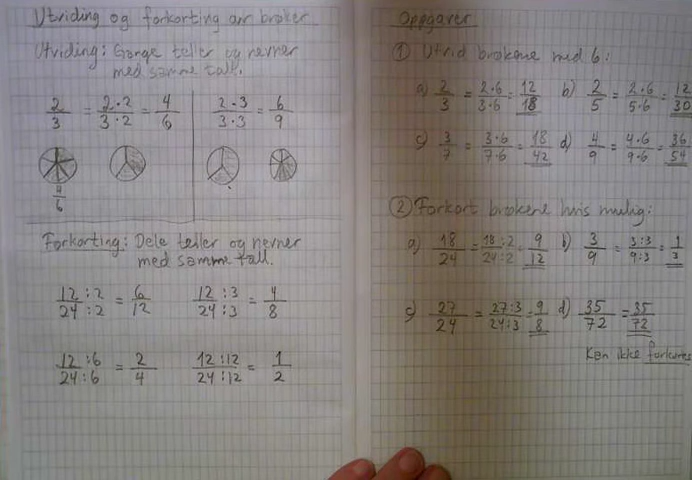 Utviding og forkorting av brøker
Utviding: Gange teller og nevner
med samme tall.
2/3 = 2·2/3·2 = 4/6
2·3/3·3 = 6/9
4/6
Forkorting: Dele teller og nevner
med samme tall.
12:2/24:2 = 6/12
12:3/24:3 = 4/8
12:6/24:6 = 2/4
12:12/24:12 = 1/2
Oppgaver
① Utvid brøkene med 6:
a) 2/3 = 2·6/3·6 = 12/18 b) 2/5 = 2·6/5·6 = 12/30
c) 3/7 = 3·6/7·6 = 18/42 d) 4/9 = 4·6/9·6 = 36/54
② Forkort brøkene hvis mulig:
a) 18/24 = 18:2/24:2 = 9/12 b) 3/9 = 3:3/9:3 = 1/3
c) 27/24 = 27:3/24:3 = 9/8 d) 35/72 = 35/72
Kan ikke forkortes